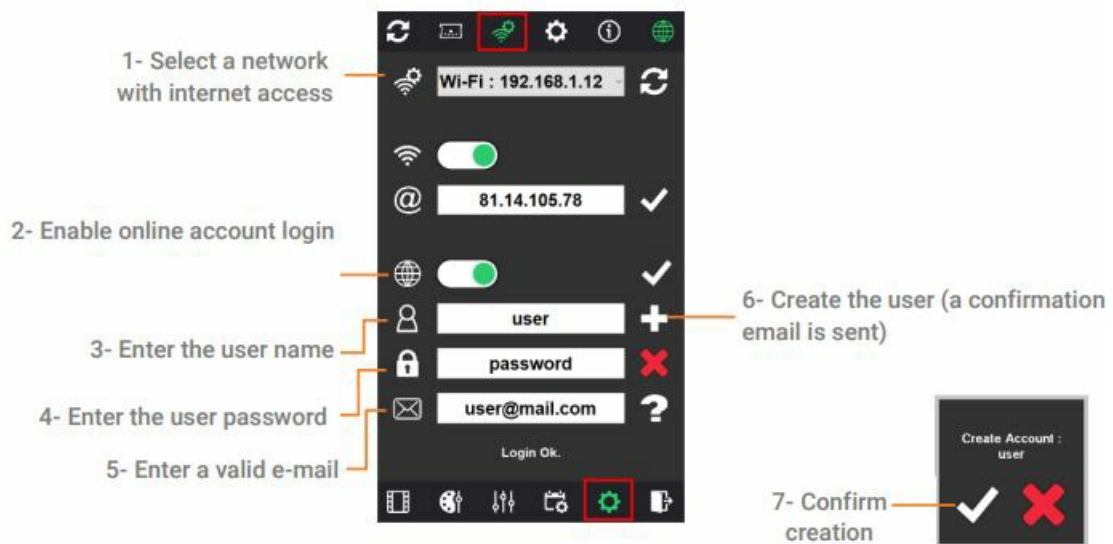 1- Select a network
with internet access
Wi-Fi : 192.168.1.12
81.14.105.78
2- Enable online account login
user
3- Enter the user name
6- Create the user (a confirmation
email is sent)
password
4- Enter the user password
user@mail.com
5- Enter a valid e-mail
Login Ok.
Create Account :
user
7- Confirm
creation